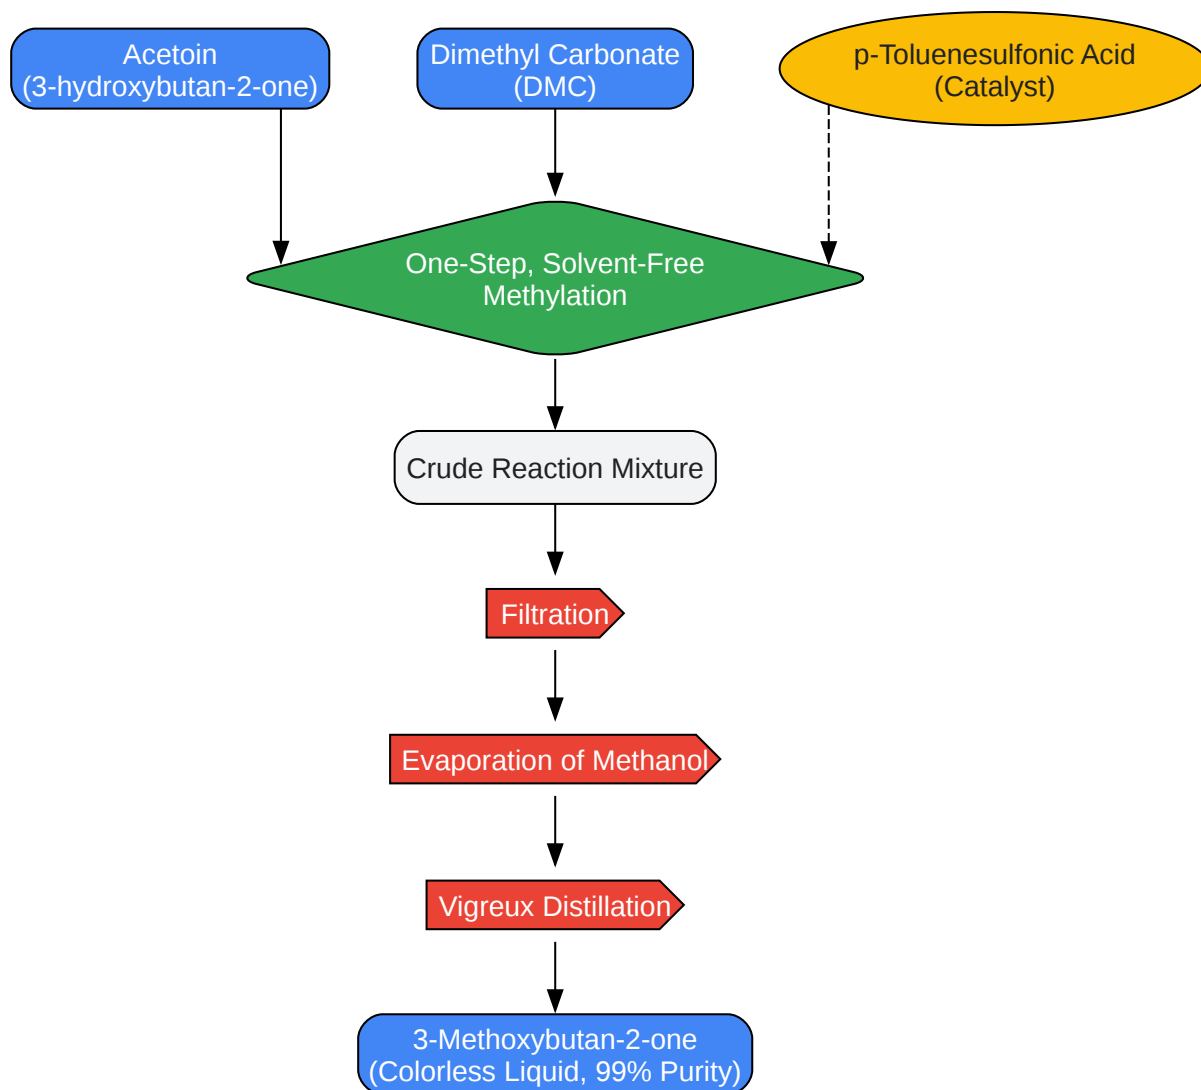 Acetoin
(3-hydroxybutan-2-one)
Dimethyl Carbonate
(DMC)
p-Toluenesulfonic Acid
(Catalyst)
One-Step, Solvent-Free
Methylation
Crude Reaction Mixture
Filtration
Evaporation of Methanol
Vigreux Distillation
3-Methoxybutan-2-one
(Colorless Liquid, 99% Purity)